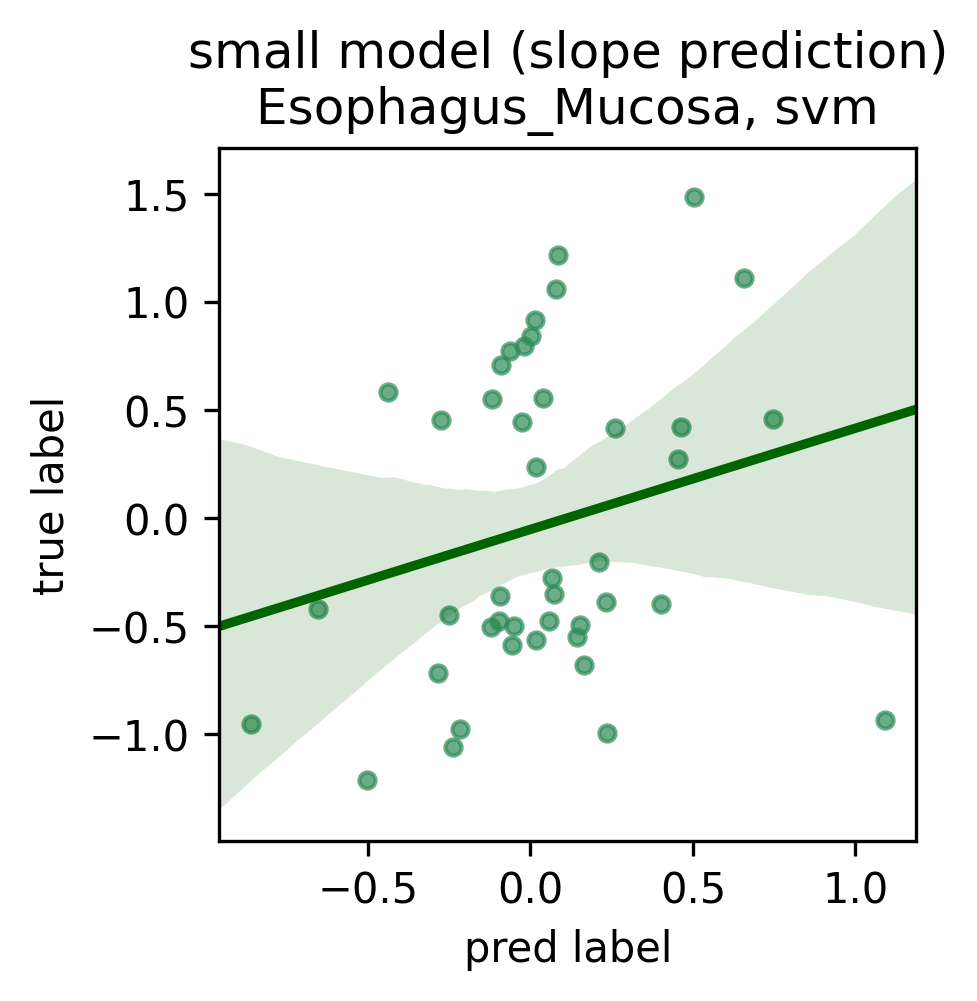 small model (slope prediction)
Esophagus_Mucosa, svm
1.5
1.0
0.5
0.0
−0.5
−1.0
true label
−0.5
0.0
0.5
1.0
pred label